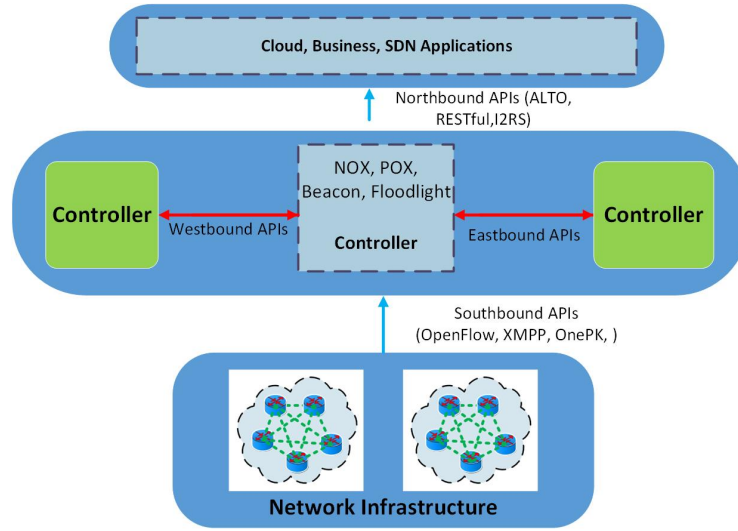 Cloud, Business, SDN Applications
Northbound APIs (ALTO,
RESTful,I2RS)
NOX, POX,
Beacon, Floodlight
Controller
Controller
Controller
Westbound APIs
Eastbound APIs
Southbound APIs
(OpenFlow, XMPP, OnePK, )
Network Infrastructure